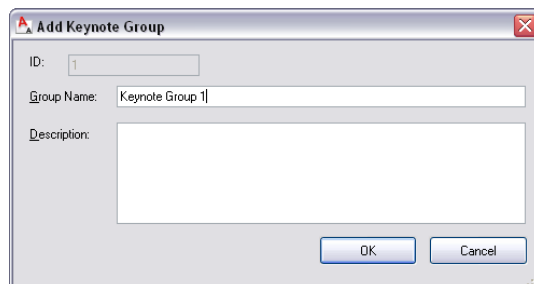 Add Keynote Group
ID: 1
Group Name: Keynote Group 1
Description:
OK Cancel